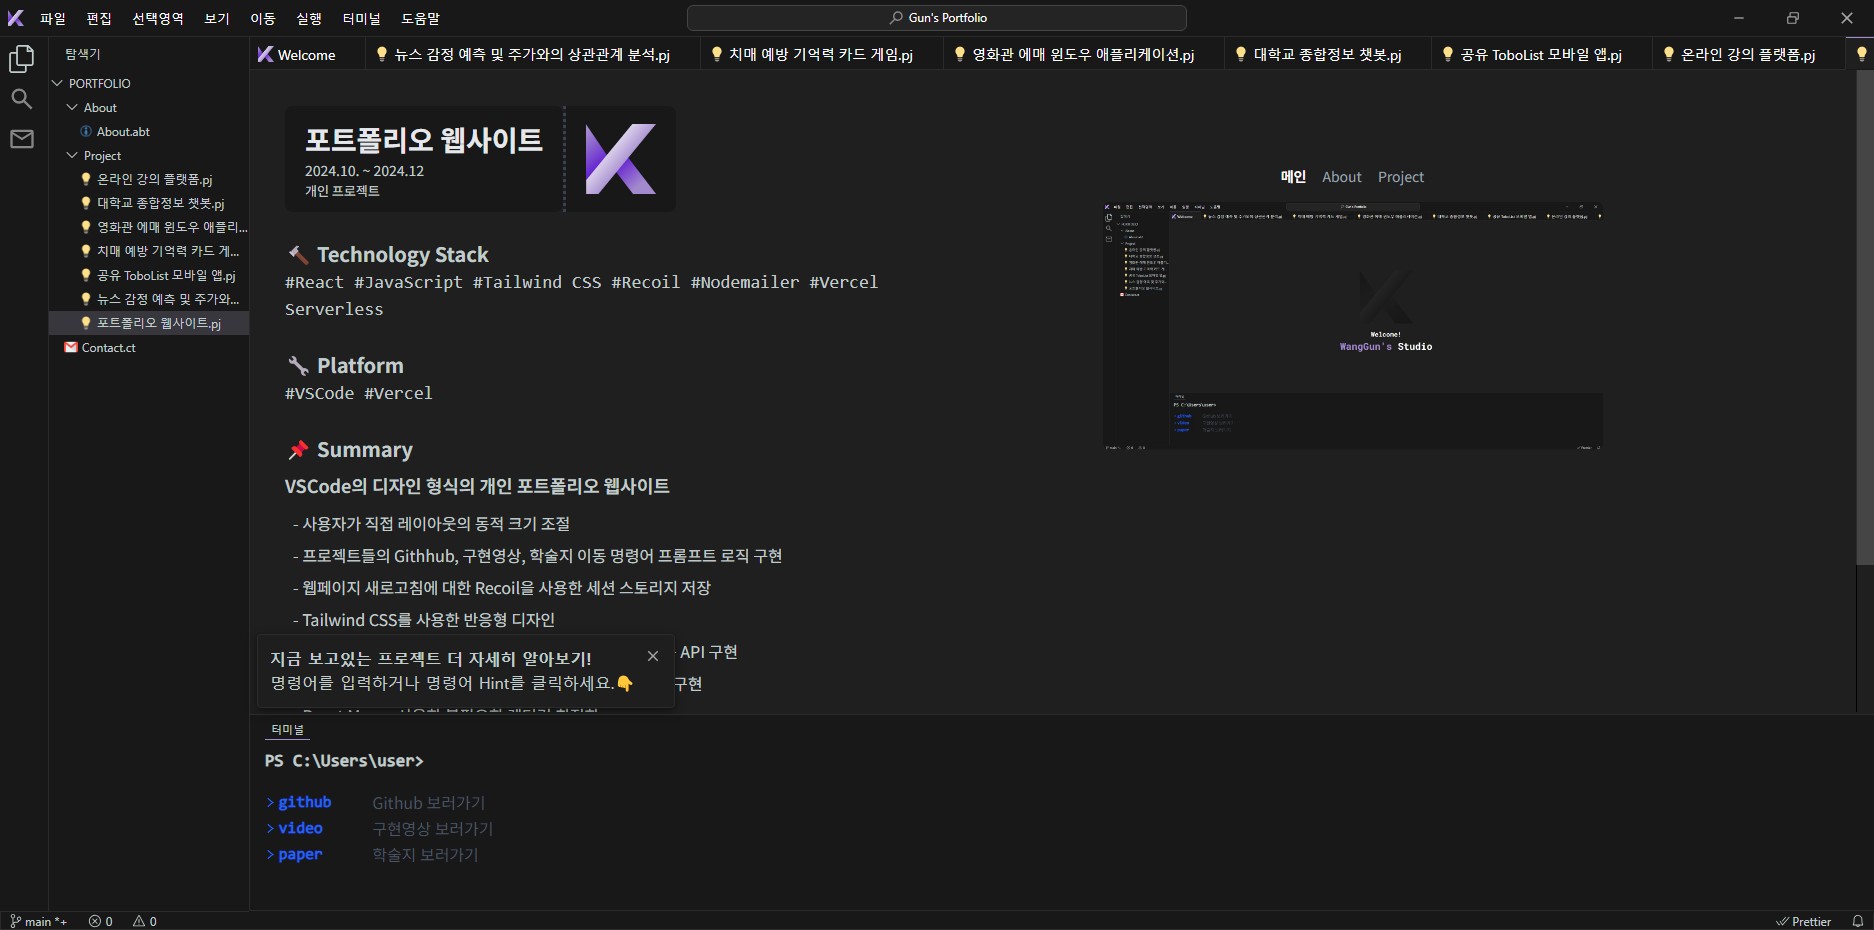 파일 편집 선택영역 보기 이동 실행 터미널 도움말
Gun's Portfolio
탐색기
PORTFOLIO
About
About.abt
Project
온라인 강의 플랫폼.pj
대학교 종합정보 챗봇.pj
영화관 에매 윈도우 애플리...
치매 예방 기억력 카드 게...
공유 ToboList 모바일 앱.pj
뉴스 감정 예측 및 주가와...
포트폴리오 웹사이트.pj
Contact.ct
Welcome
뉴스 감정 예측 및 주가와의 상관관계 분석.pj
치매 예방 기억력 카드 게임.pj
영화관 에매 윈도우 애플리케이션.pj
대학교 종합정보 챗봇.pj
공유 ToboList 모바일 앱.pj
온라인 강의 플랫폼.pj
포트폴리오 웹사이트
2024.10. ~ 2024.12
개인 프로젝트
Technology Stack
#React #JavaScript #Tailwind CSS #Recoil #Nodemailer #Vercel
Serverless
Platform
#VSCode #Vercel
Summary
VSCode의 디자인 형식의 개인 포트폴리오 웹사이트
- 사용자가 직접 레이아웃의 동적 크기 조절
- 프로젝트들의 Githhub, 구현영상, 학술지 이동 명령어 프롬프트 로직 구현
- 웹페이지 새로고침에 대한 Recoil을 사용한 세션 스토리지 저장
- Tailwind CSS를 사용한 반응형 디자인
API 구현
구현
지금 보고있는 프로젝트 더 자세히 알아보기!
명령어를 입력하거나 명령어 Hint를 클릭하세요.👇
메인 About Project
Welcome!
WangGun's Studio
PS C:\Users\user>
터미널
PS C:\Users\user>
> github Github 보러가기
> video 구현영상 보러가기
> paper 학술지 보러가기
main *+ 0 0
Prettier